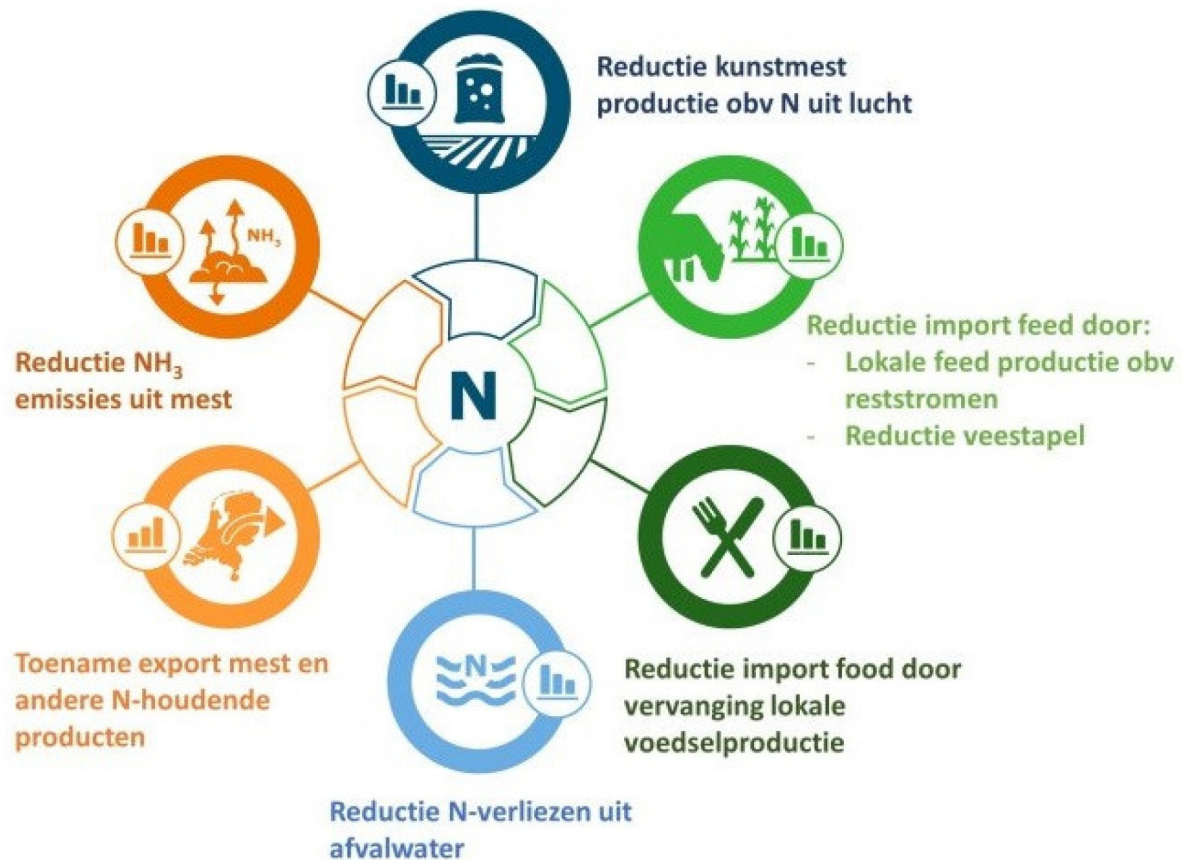 Reductie kunstmest
productie obv N uit lucht
NH₃
Reductie import feed door:
- Lokale feed productie obv
reststromen
- Reductie veestapel
Reductie NH₃
emissies uit mest
N
Toename export mest en
andere N-houdende
producten
N
Reductie import food door
vervanging lokale
voedselproductie
Reductie N-verliezen uit
afvalwater